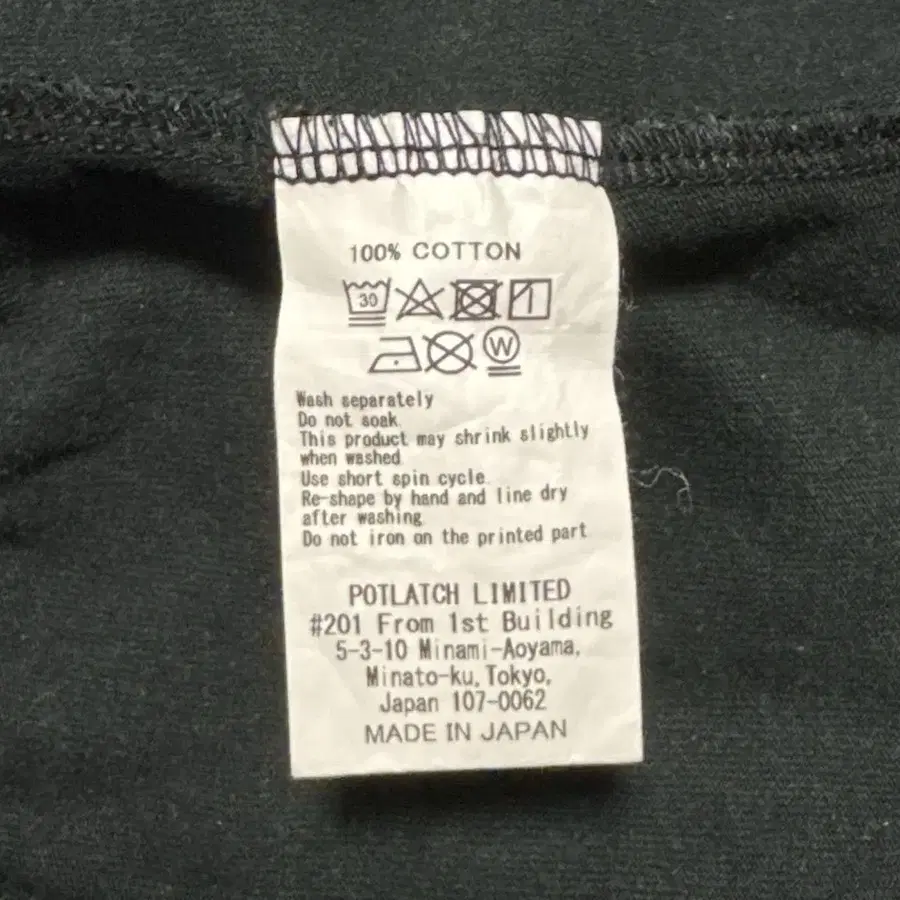 100% COTTON
30
W
Wash separately
Do not soak.
This product may shrink slightly
when washed.
Use short spin cycle.
Re-shape by hand and line dry
after washing.
Do not iron on the printed part
POTLATCH LIMITED
#201 From 1st Building
5-3-10 Minami-Aoyama,
Minato-ku, Tokyo,
Japan 107-0062
MADE IN JAPAN